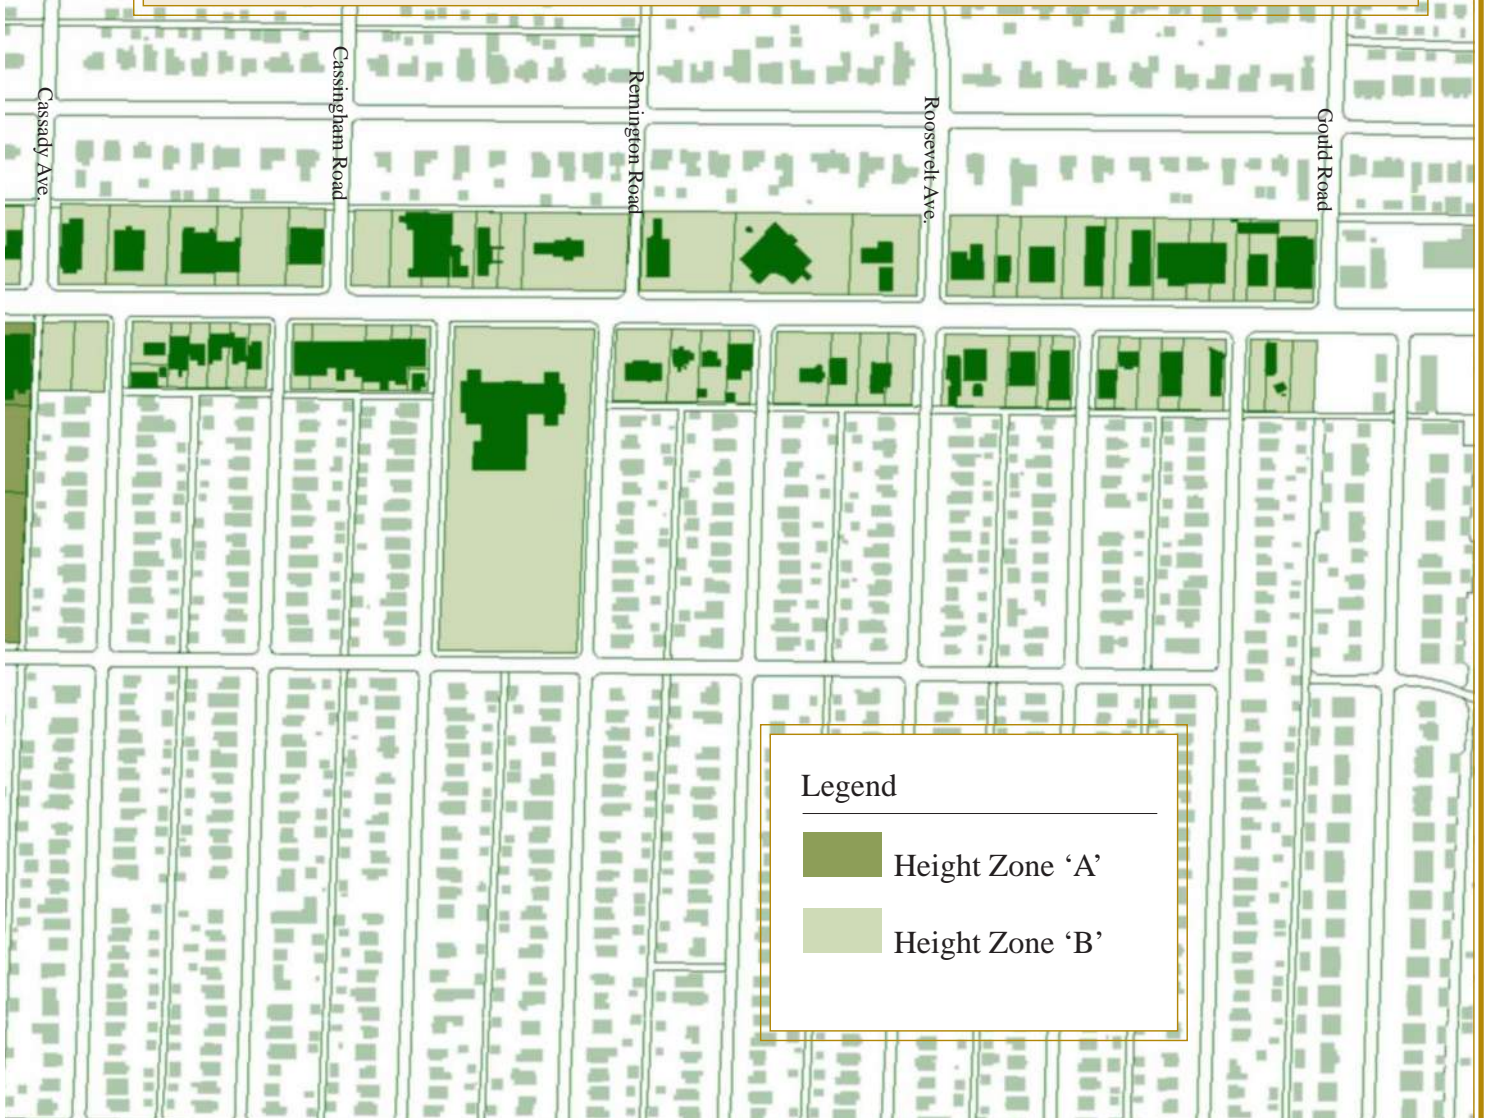 Cassady Ave.
Cassingham Road
Remington Road
Roosevelt Ave.
Gould Road
Legend
Height Zone ‘A’
Height Zone ‘B’